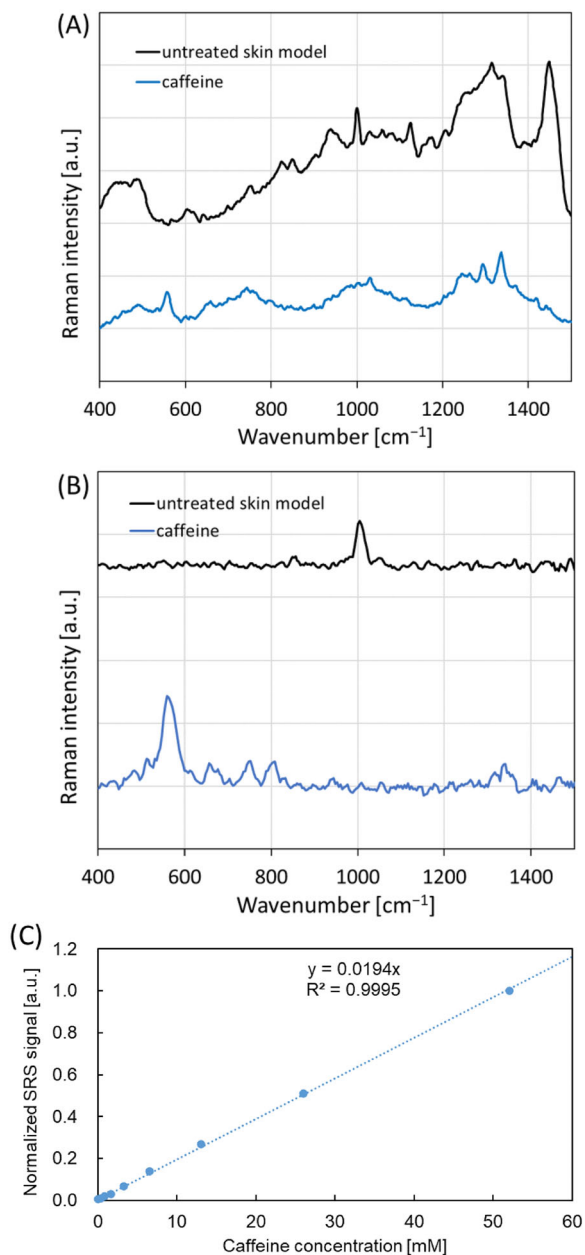 (A)
untreated skin model
caffeine
Raman intensity [a.u.]
400 600 800 1000 1200 1400
Wavenumber [cm⁻¹]
(B)
untreated skin model
caffeine
Raman intensity [a.u.]
400 600 800 1000 1200 1400
Wavenumber [cm⁻¹]
(C)
y = 0.0194x
R² = 0.9995
Normalized SRS signal [a.u.]
1.2
1.0
0.8
0.6
0.4
0.2
0.0
0 10 20 30 40 50 60
Caffeine concentration [mM]